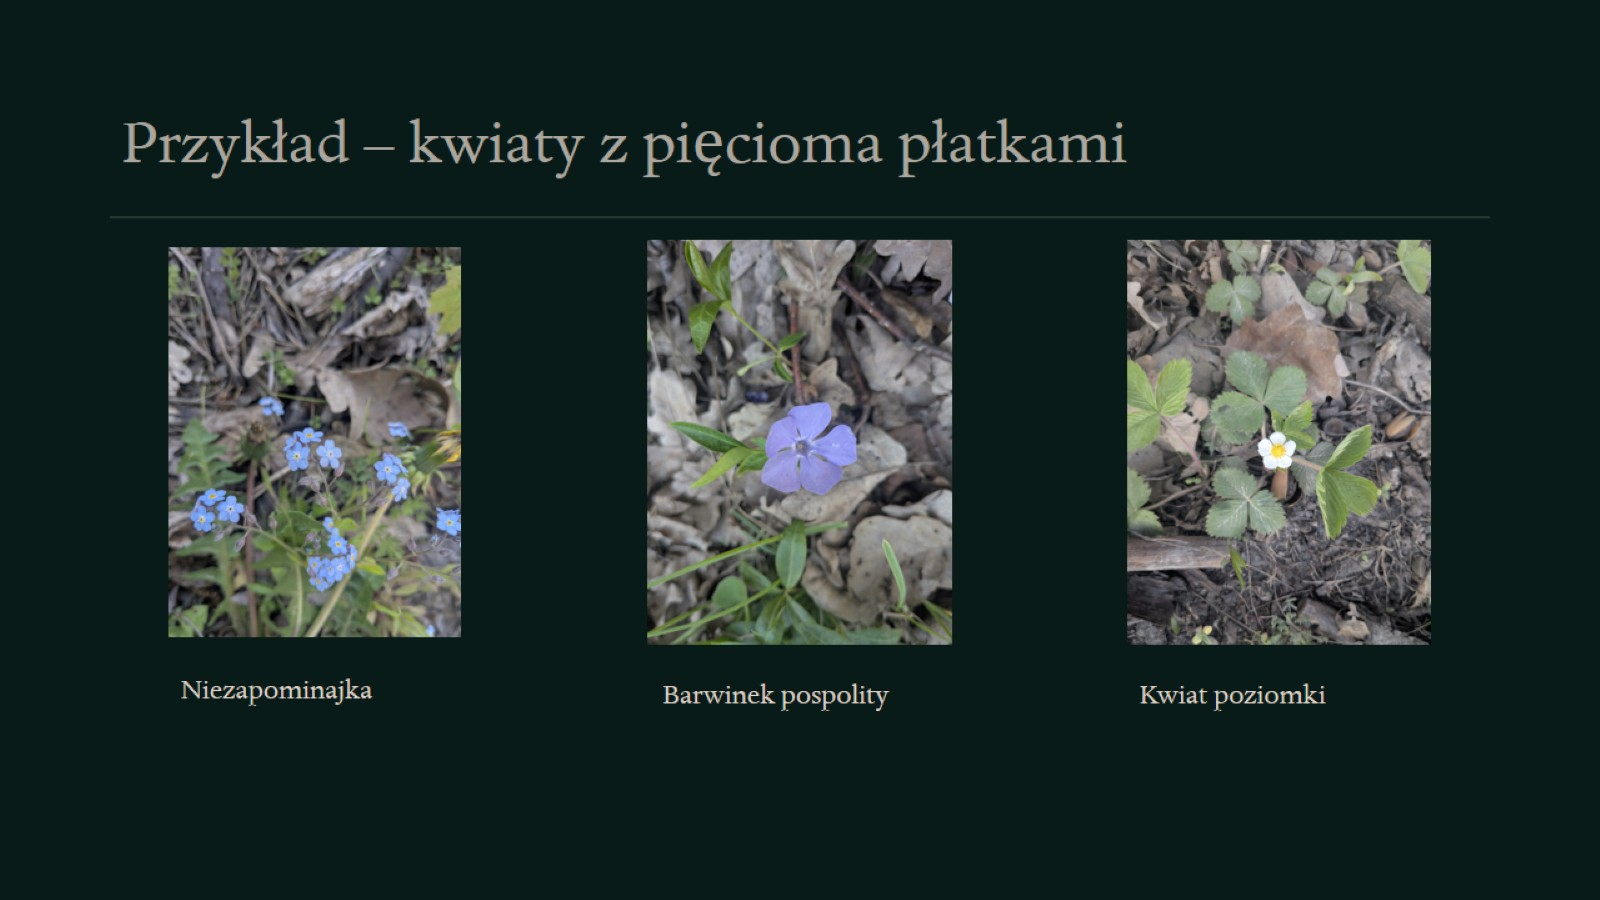 Przykład – kwiaty z pięcioma płatkami
Niezapominajka
Barwinek pospolity
Kwiat poziomki